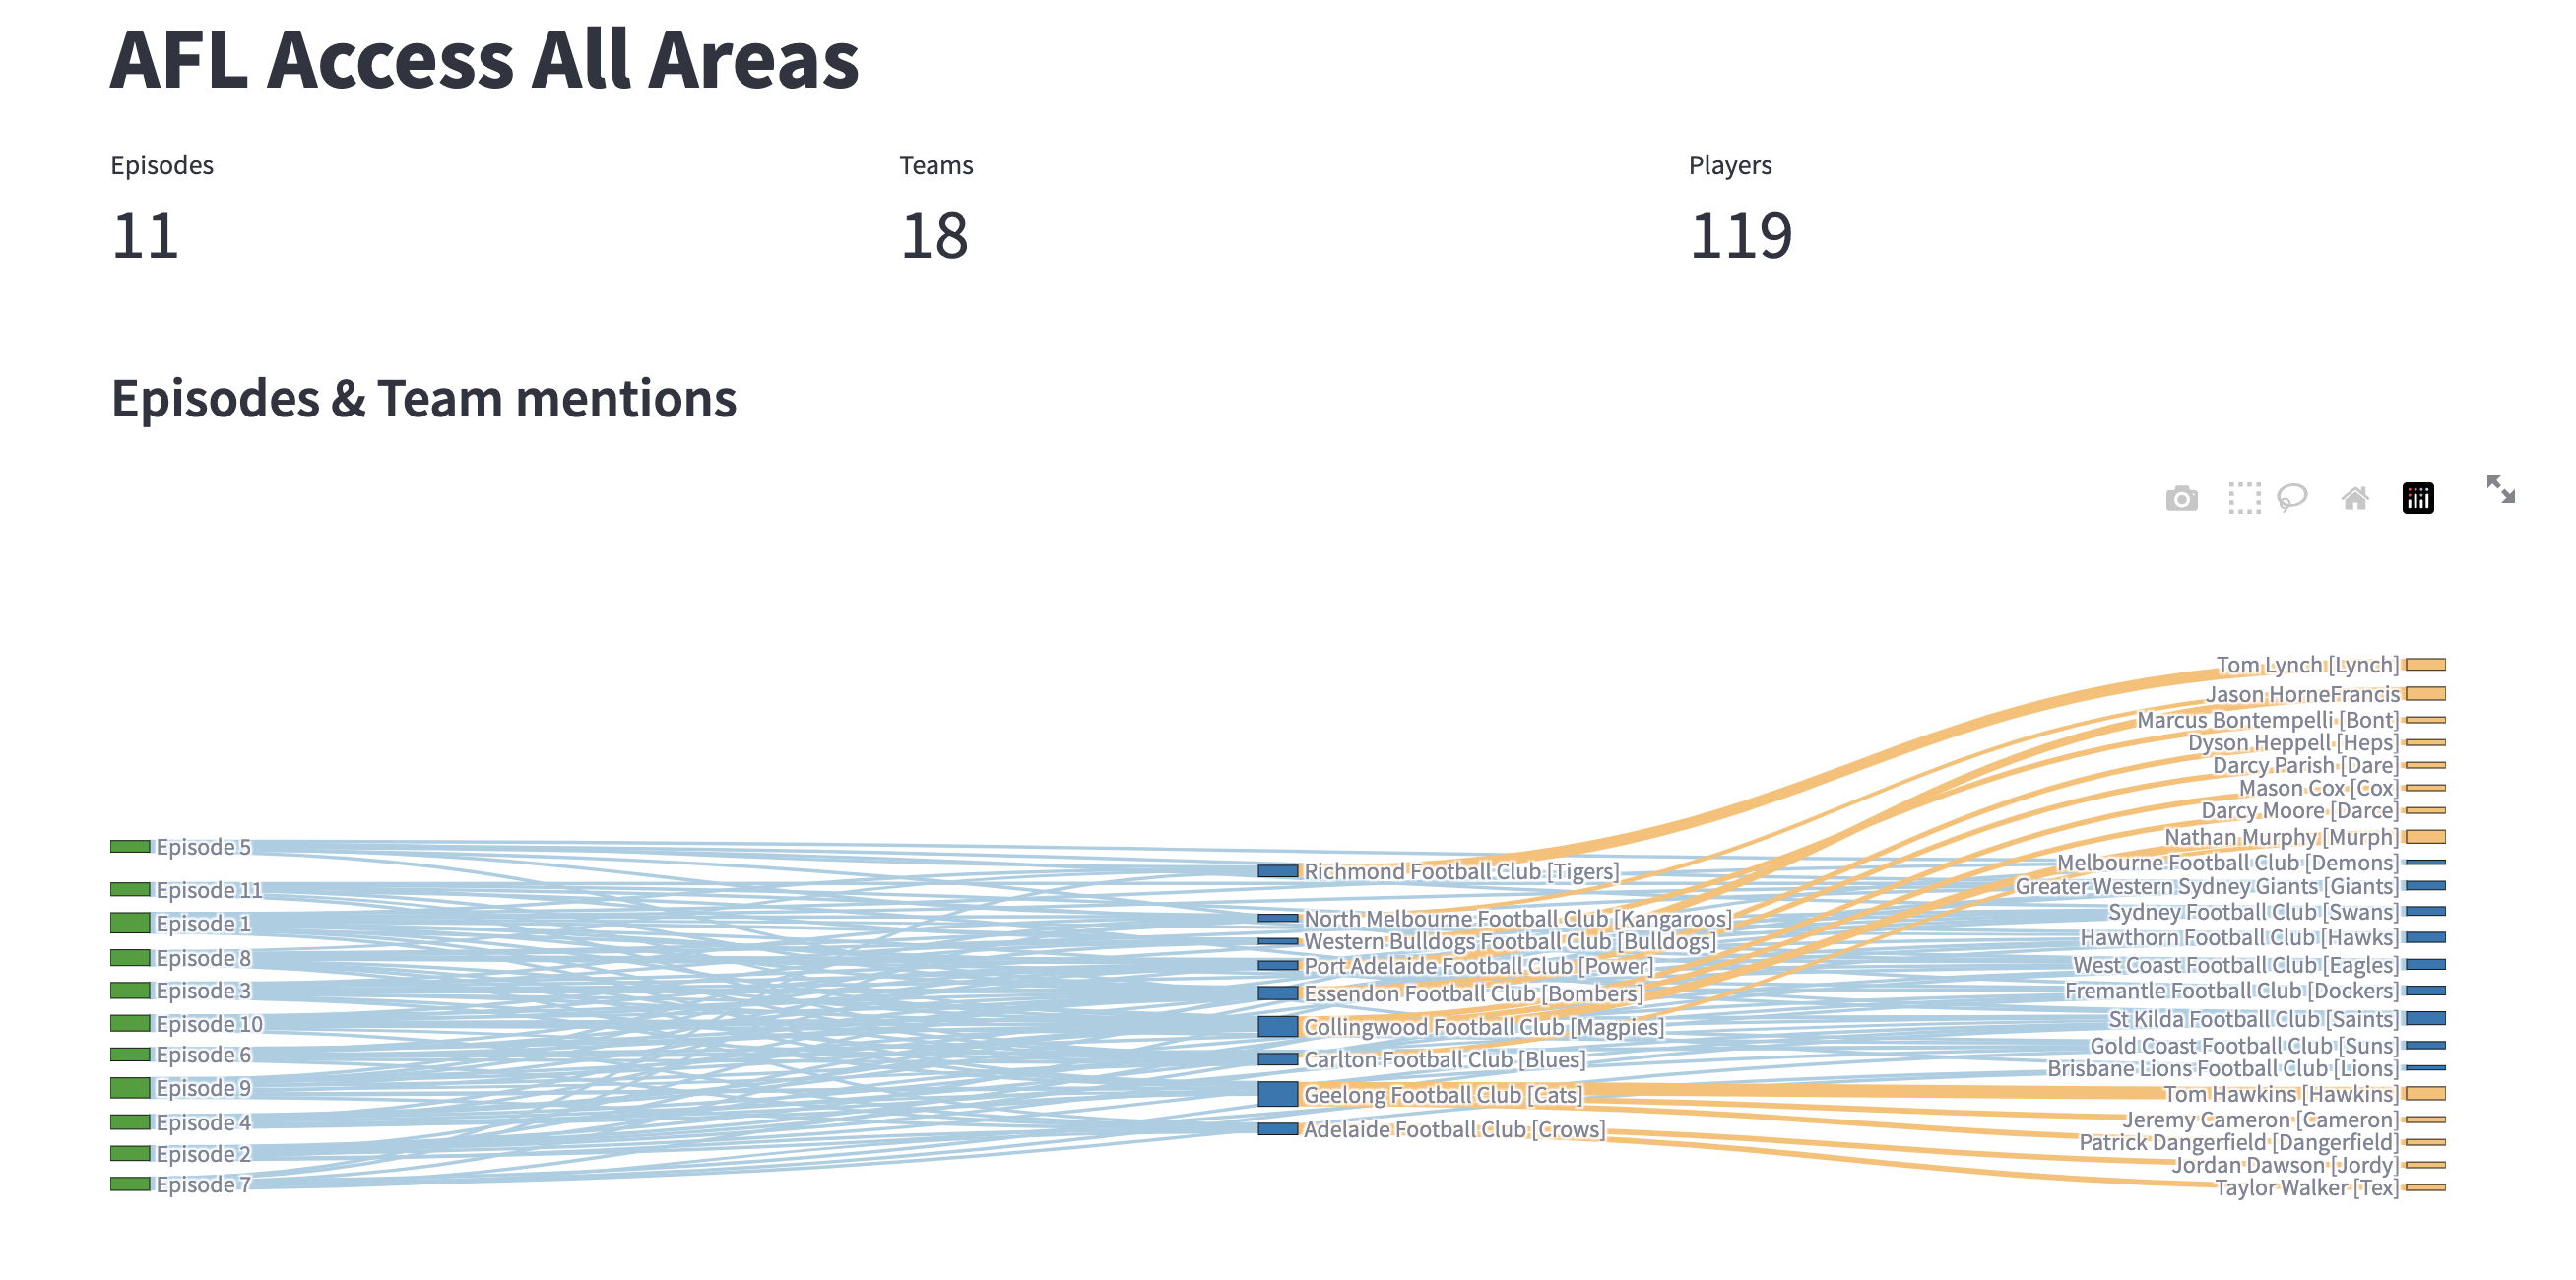 AFL Access All Areas
Episodes
11
Teams
18
Players
119
Episodes & Team mentions
Episode 5
Episode 11
Episode 1
Episode 8
Episode 3
Episode 10
Episode 6
Episode 9
Episode 4
Episode 2
Episode 7
Richmond Football Club [Tigers]
North Melbourne Football Club [Kangaroos]
Western Bulldogs Football Club [Bulldogs]
Port Adelaide Football Club [Power]
Essendon Football Club [Bombers]
Collingwood Football Club [Magpies]
Carlton Football Club [Blues]
Geelong Football Club [Cats]
Adelaide Football Club [Crows]
Tom Lynch [Lynch]
Jason HorneFrancis
Marcus Bontempelli [Bont]
Dyson Heppell [Heps]
Darcy Parish [Dare]
Mason Cox [Cox]
Darcy Moore [Darce]
Nathan Murphy [Murph]
Melbourne Football Club [Demons]
Greater Western Sydney Giants [Giants]
Sydney Football Club [Swans]
Hawthorn Football Club [Hawks]
West Coast Football Club [Eagles]
Fremantle Football Club [Dockers]
St Kilda Football Club [Saints]
Gold Coast Football Club [Suns]
Brisbane Lions Football Club [Lions]
Tom Hawkins [Hawkins]
Jeremy Cameron [Cameron]
Patrick Dangerfield [Dangerfield]
Jordan Dawson [Jordy]
Taylor Walker [Tex]